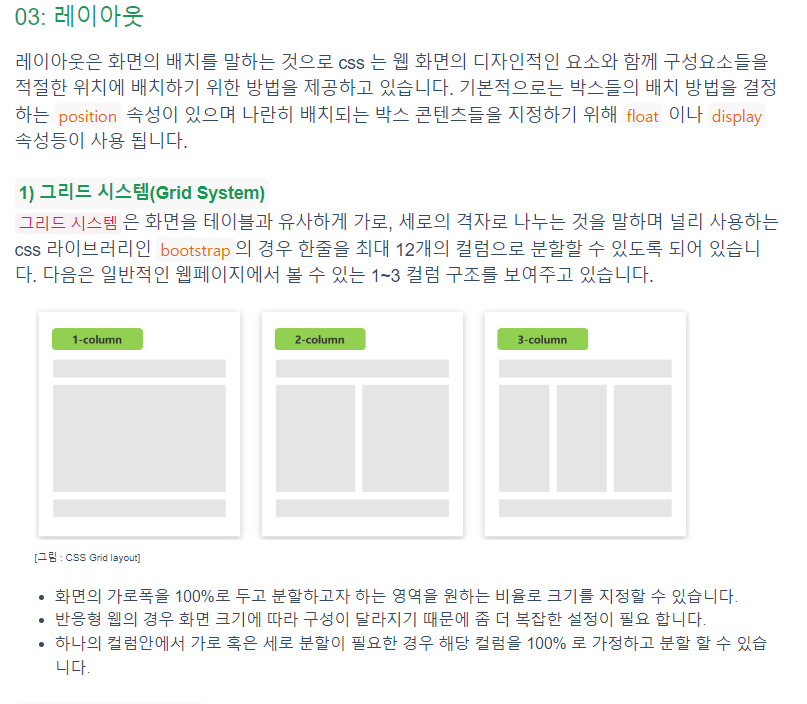 03: 레이아웃
레이아웃은 화면의 배치를 말하는 것으로 css 는 웹 화면의 디자인적인 요소와 함께 구성요소들을
적절한 위치에 배치하기 위한 방법을 제공하고 있습니다. 기본적으로는 박스들의 배치 방법을 결정
하는 position 속성이 있으며 나란히 배치되는 박스 콘텐츠들을 지정하기 위해 float 이나 display
속성등이 사용 됩니다.
1) 그리드 시스템(Grid System)
그리드 시스템은 화면을 테이블과 유사하게 가로, 세로의 격자로 나누는 것을 말하며 널리 사용하는
css 라이브러리인 bootstrap 의 경우 한줄을 최대 12개의 컬럼으로 분할할 수 있도록 되어 있습니
다. 다음은 일반적인 웹페이지에서 볼 수 있는 1~3 컬럼 구조를 보여주고 있습니다.
1-column 2-column 3-column
[그림 : CSS Grid layout]
• 화면의 가로폭을 100%로 두고 분할하고자 하는 영역을 원하는 비율로 크기를 지정할 수 있습니다.
• 반응형 웹의 경우 화면 크기에 따라 구성이 달라지기 때문에 좀 더 복잡한 설정이 필요 합니다.
• 하나의 컬럼안에서 가로 혹은 세로 분할이 필요한 경우 해당 컬럼을 100% 로 가정하고 분할 할 수 있습
니다.